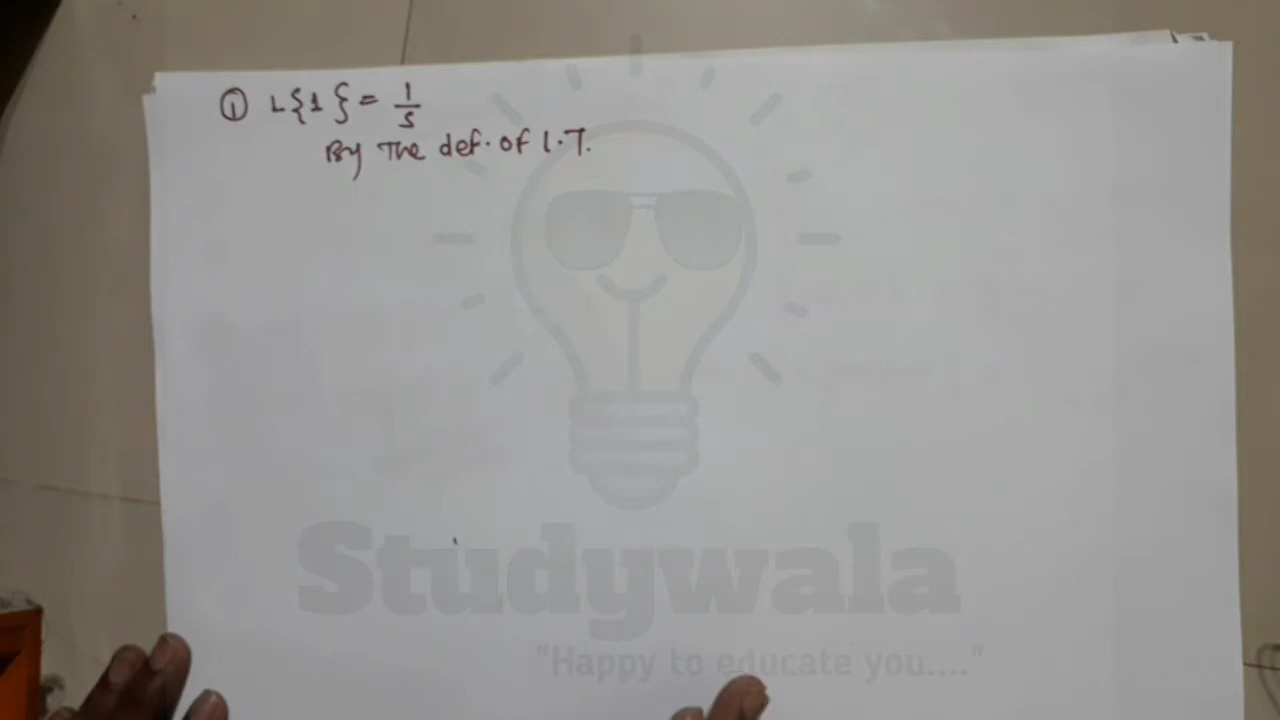 ① L{1} = 1/s
By The def. of L.T.
Studywala
"Happy to educate you...."